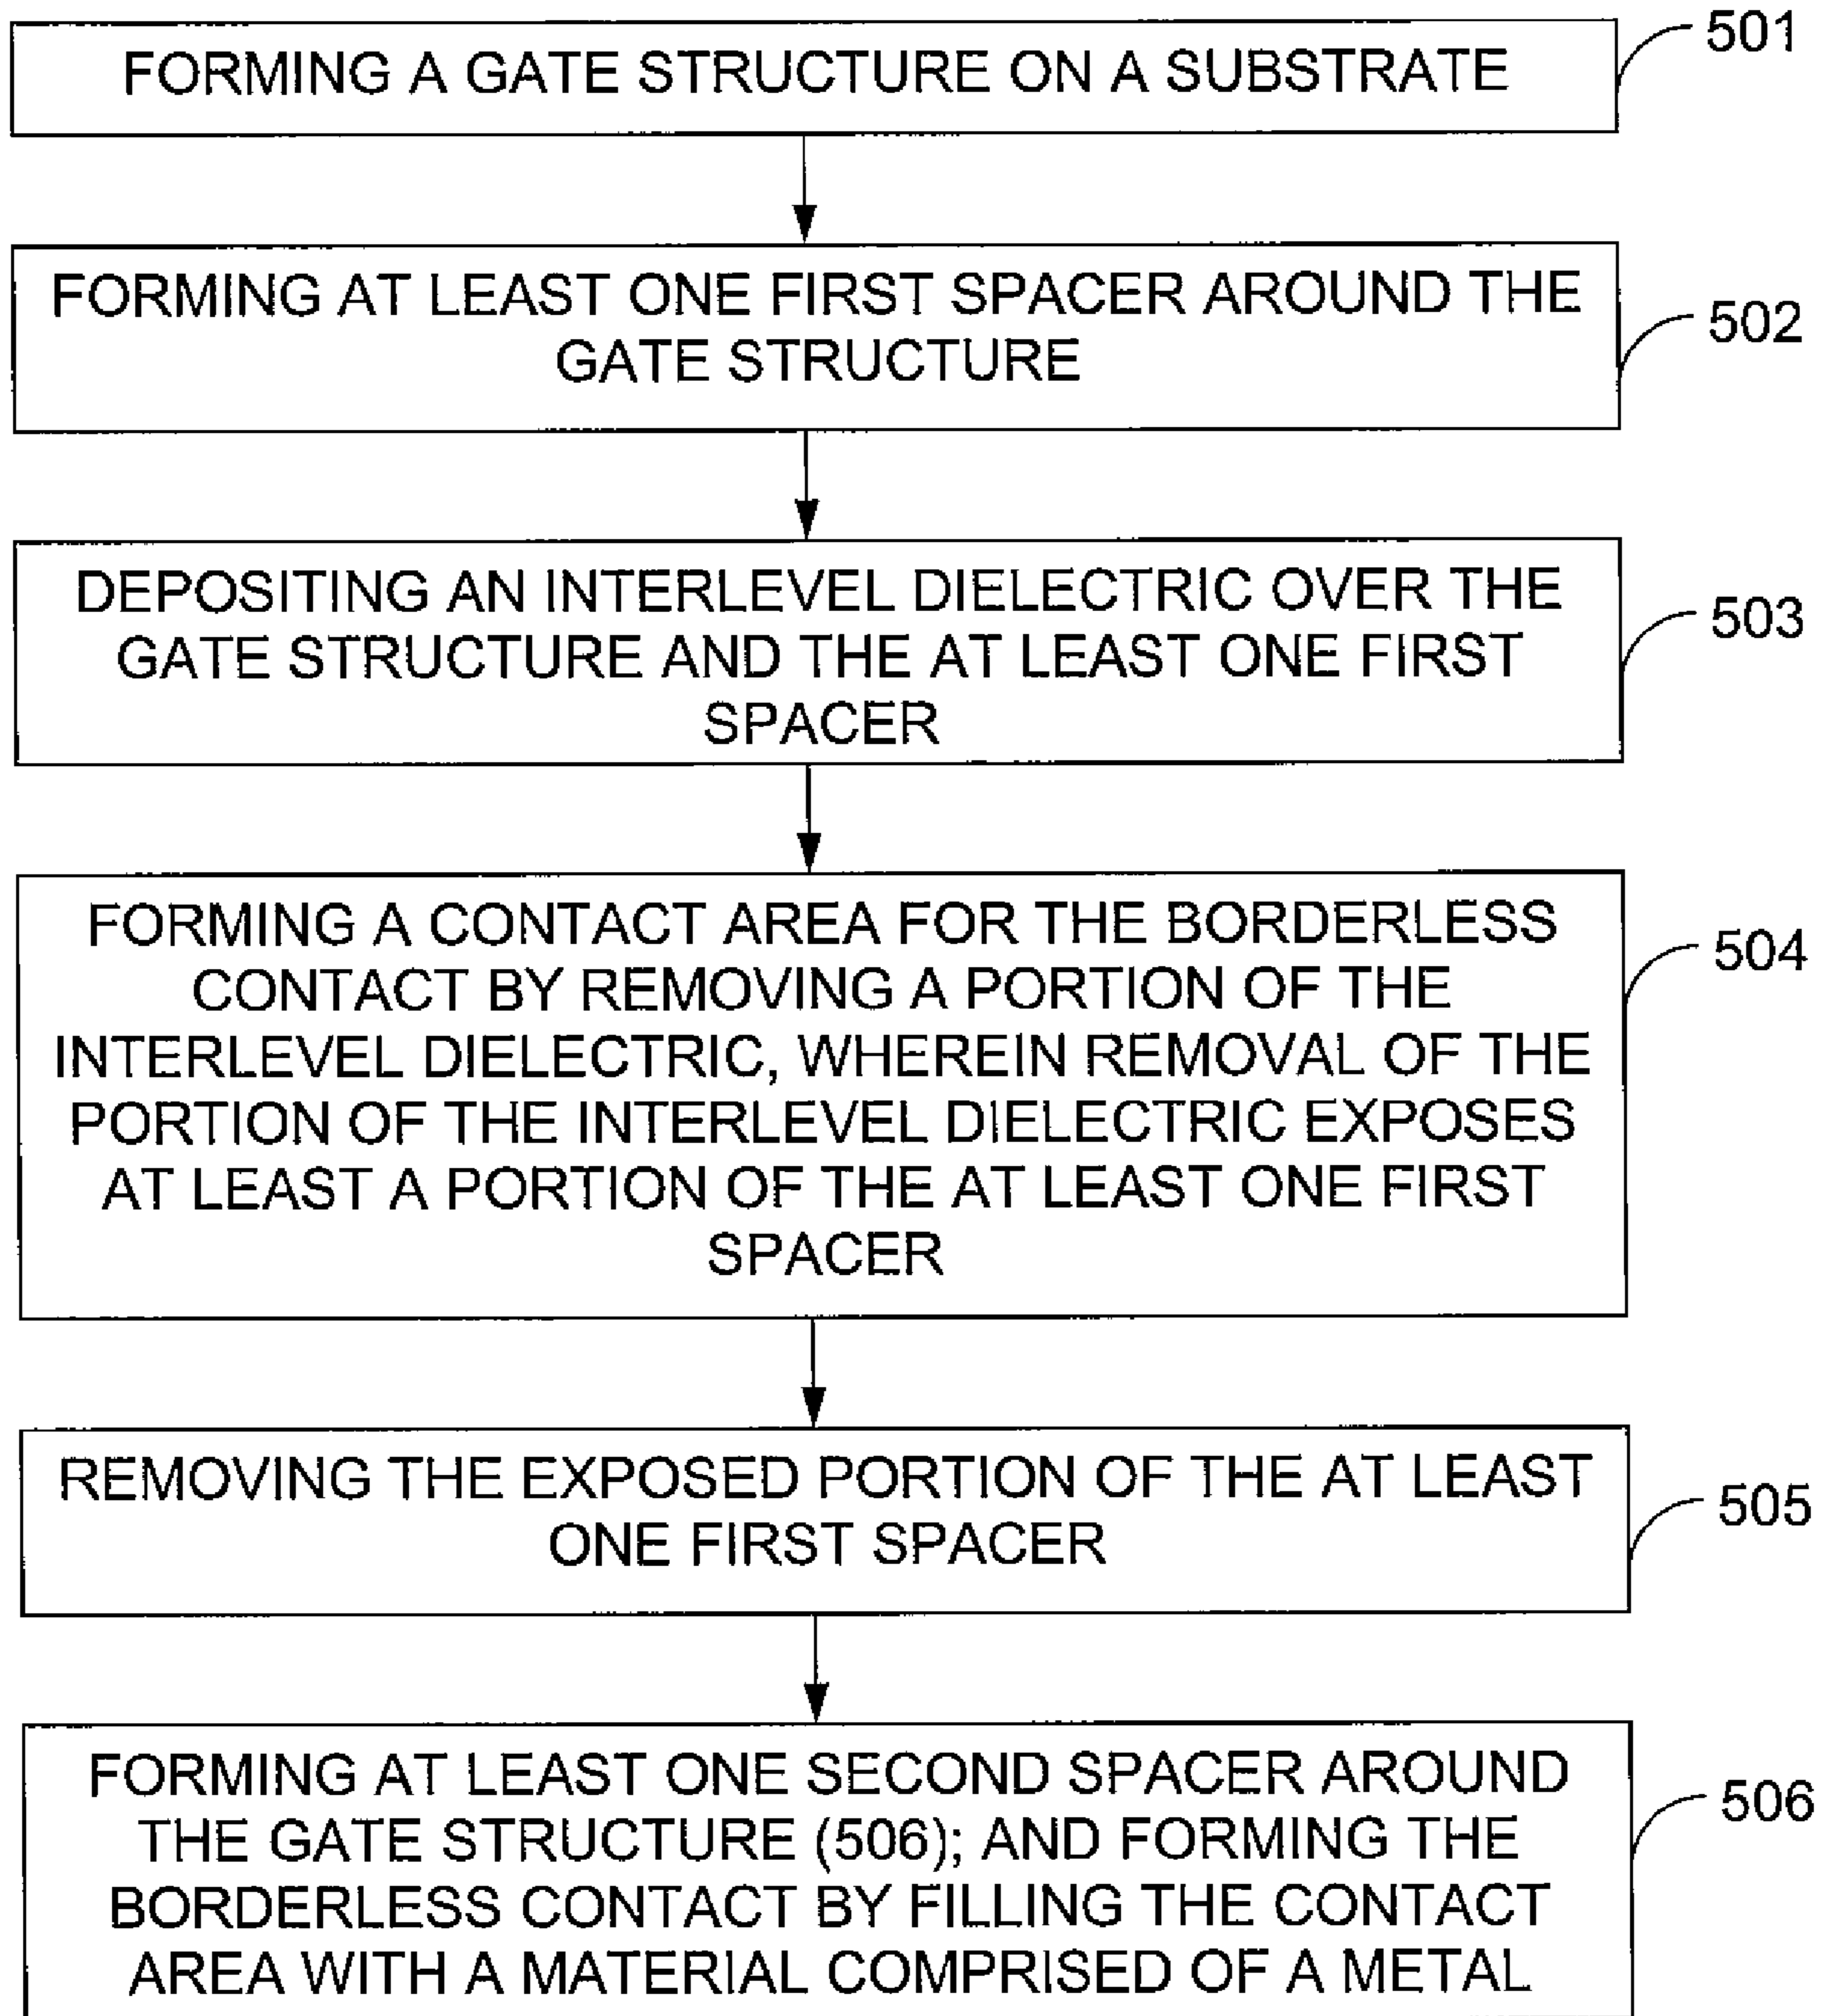 501
FORMING A GATE STRUCTURE ON A SUBSTRATE
FORMING AT LEAST ONE FIRST SPACER AROUND THE
GATE STRUCTURE
502
DEPOSITING AN INTERLEVEL DIELECTRIC OVER THE
GATE STRUCTURE AND THE AT LEAST ONE FIRST
SPACER
503
FORMING A CONTACT AREA FOR THE BORDERLESS
CONTACT BY REMOVING A PORTION OF THE
INTERLEVEL DIELECTRIC, WHEREIN REMOVAL OF THE
PORTION OF THE INTERLEVEL DIELECTRIC EXPOSES
AT LEAST A PORTION OF THE AT LEAST ONE FIRST
SPACER
504
REMOVING THE EXPOSED PORTION OF THE AT LEAST
ONE FIRST SPACER
505
FORMING AT LEAST ONE SECOND SPACER AROUND
THE GATE STRUCTURE (506); AND FORMING THE
BORDERLESS CONTACT BY FILLING THE CONTACT
AREA WITH A MATERIAL COMPRISED OF A METAL
506